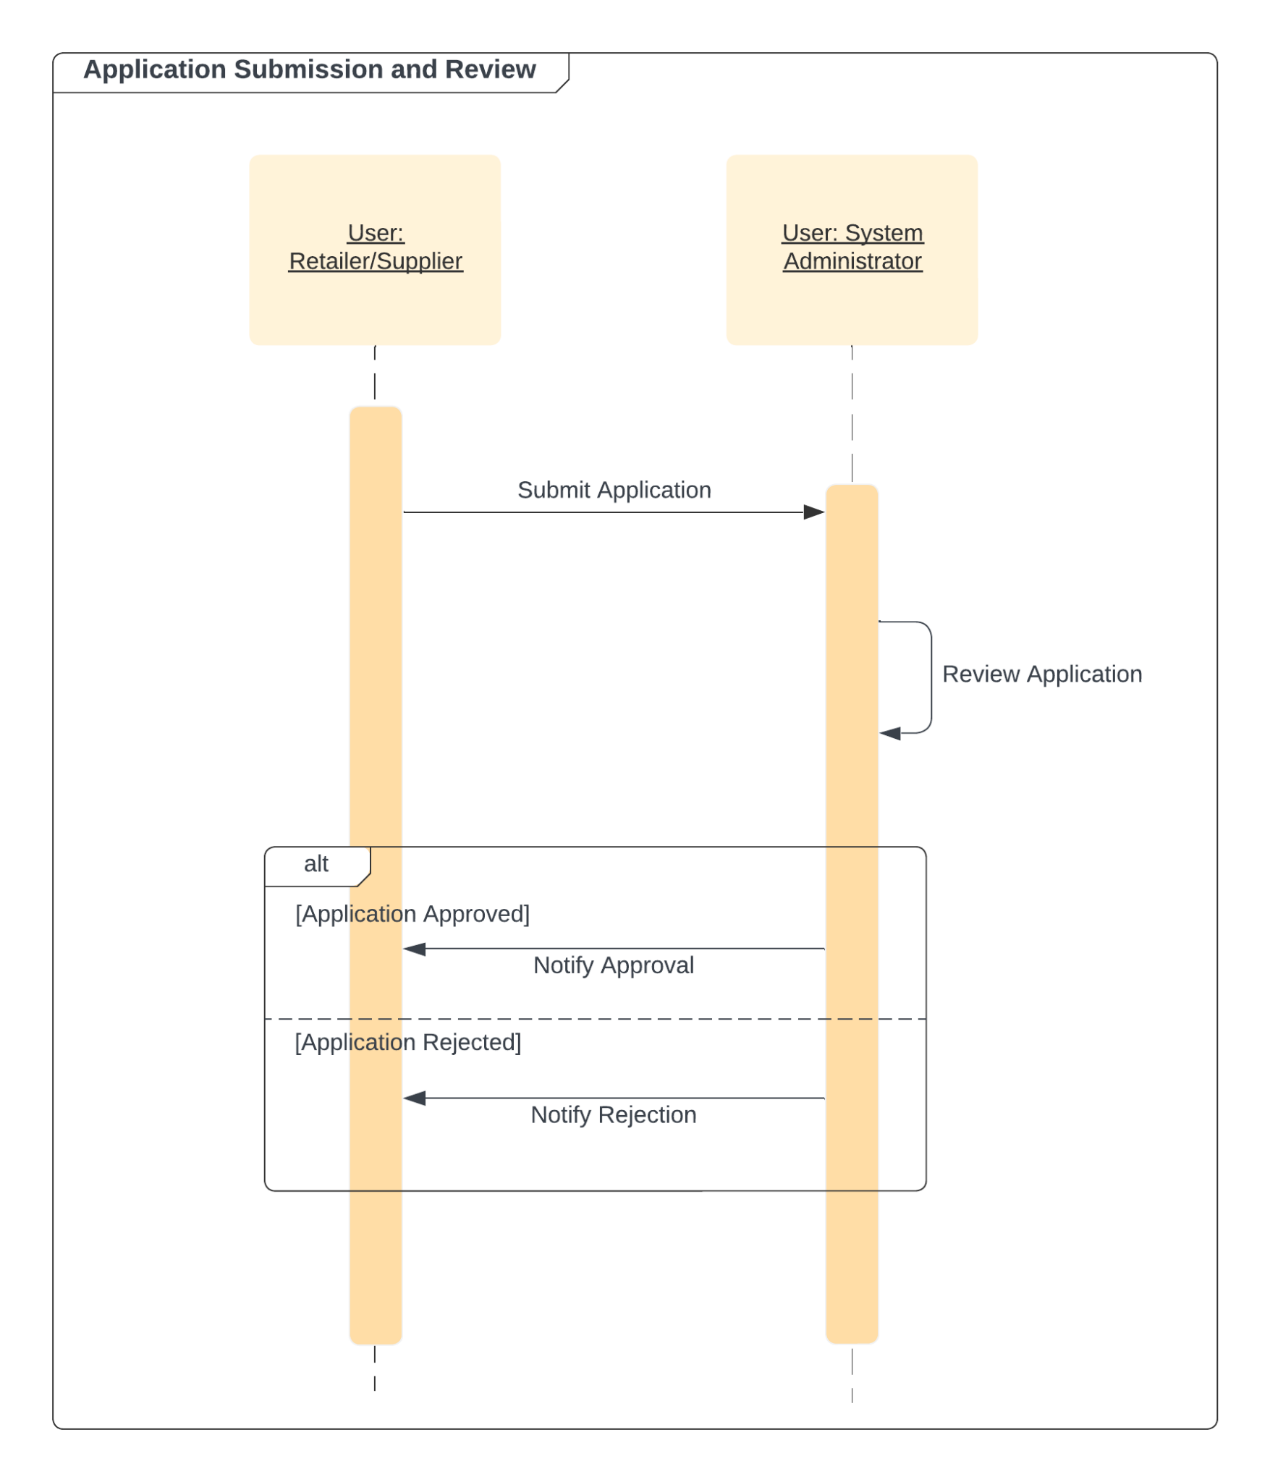 Application Submission and Review
User:
Retailer/Supplier
User: System
Administrator
Submit Application
Review Application
alt
[Application Approved]
Notify Approval
[Application Rejected]
Notify Rejection